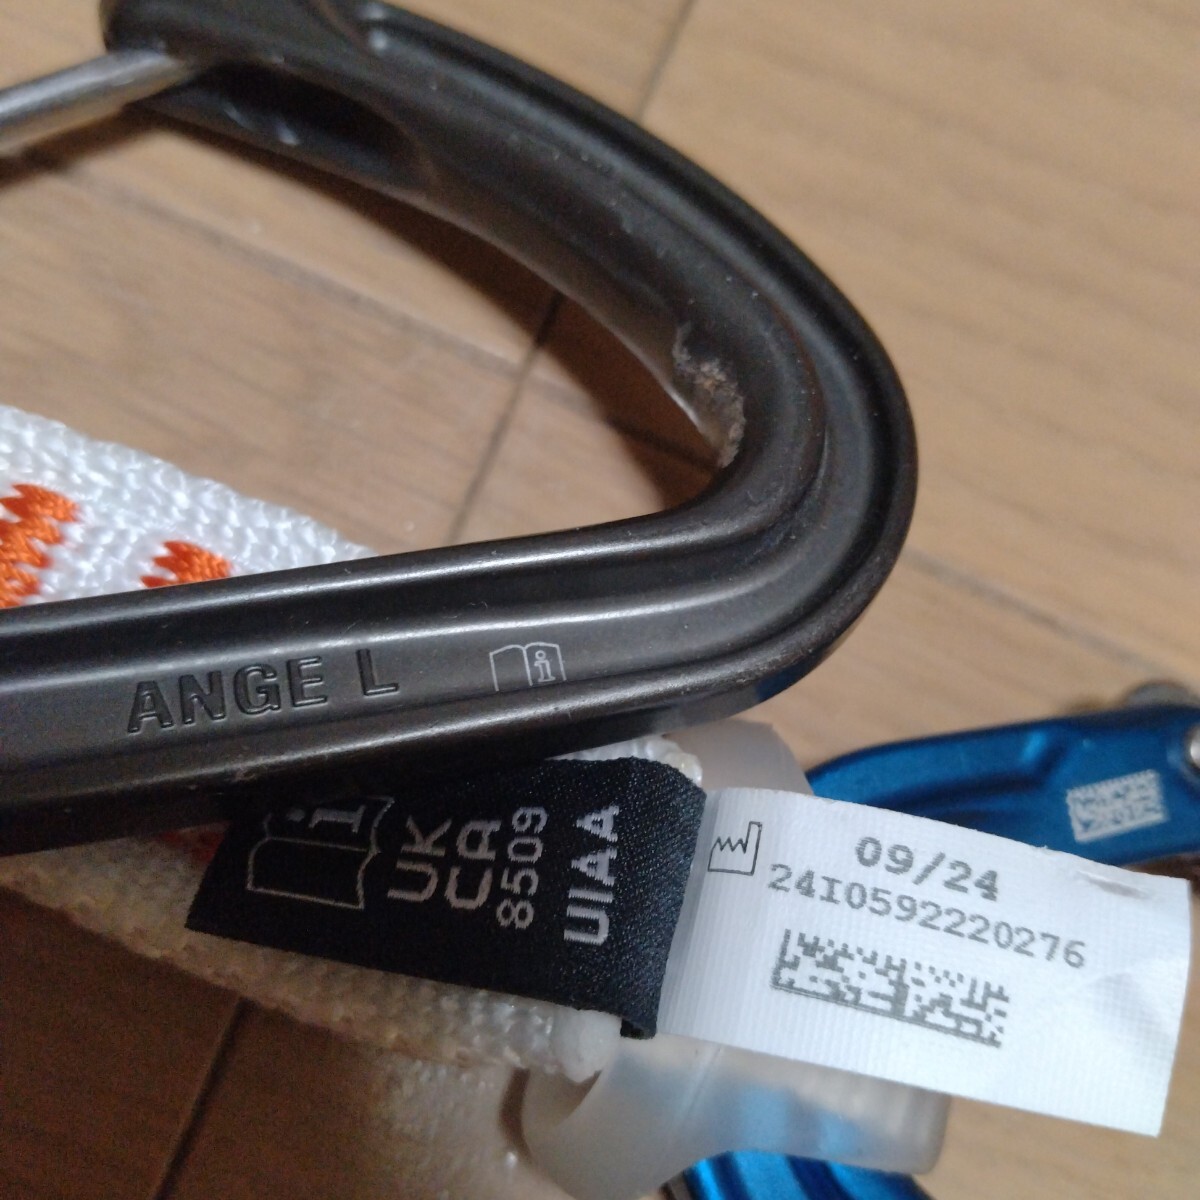 ANGE L
i
i
UK
CA
8509
UIAA
09/24
24I0592220276